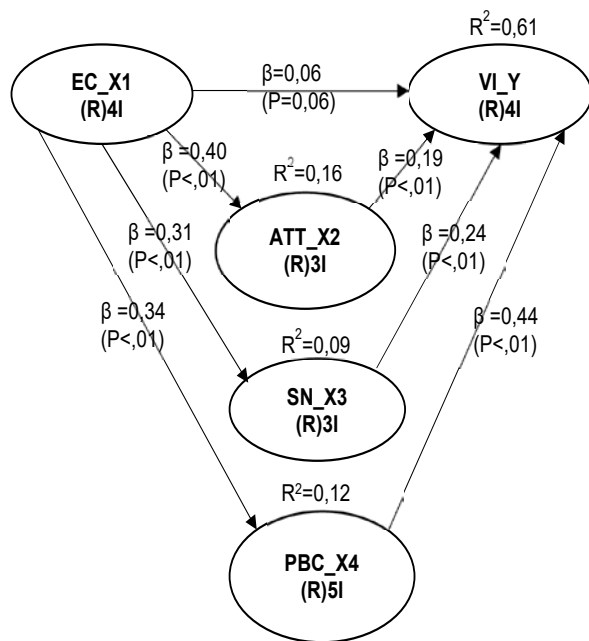 R²=0,61
EC_X1
(R)4I
β=0,06
(P=0,06)
VI_Y
(R)4I
β =0,40
(P<,01)
R²=0,16
β =0,19
(P<,01)
ATT_X2
(R)3I
β =0,31
(P<,01)
β =0,24
(P<,01)
β =0,34
(P<,01)
R²=0,09
β =0,44
(P<,01)
SN_X3
(R)3I
R²=0,12
PBC_X4
(R)5I